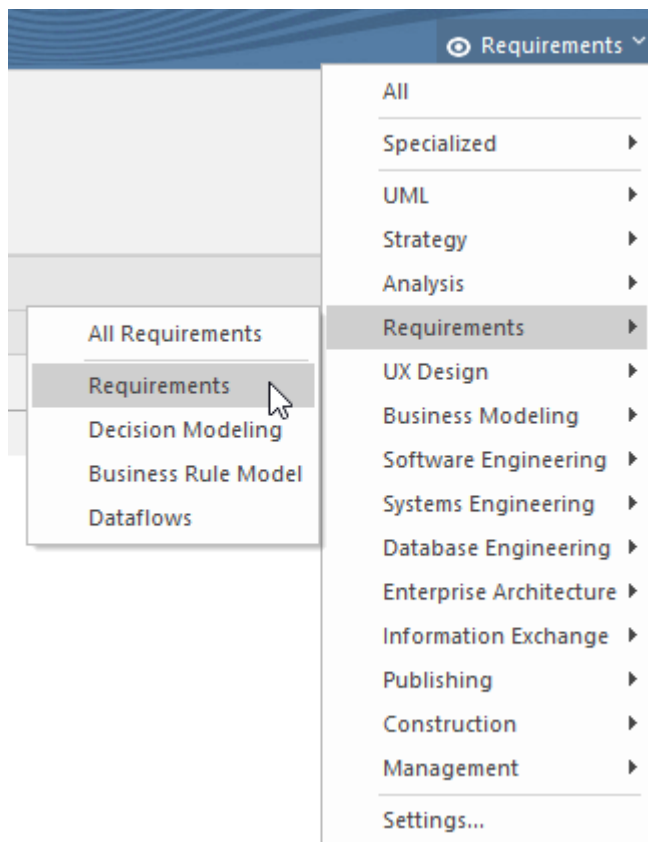 Requirements
All
Specialized
UML
Strategy
Analysis
Requirements
UX Design
Business Modeling
Software Engineering
Systems Engineering
Database Engineering
Enterprise Architecture
Information Exchange
Publishing
Construction
Management
Settings...
All Requirements
Requirements
Decision Modeling
Business Rule Model
Dataflows